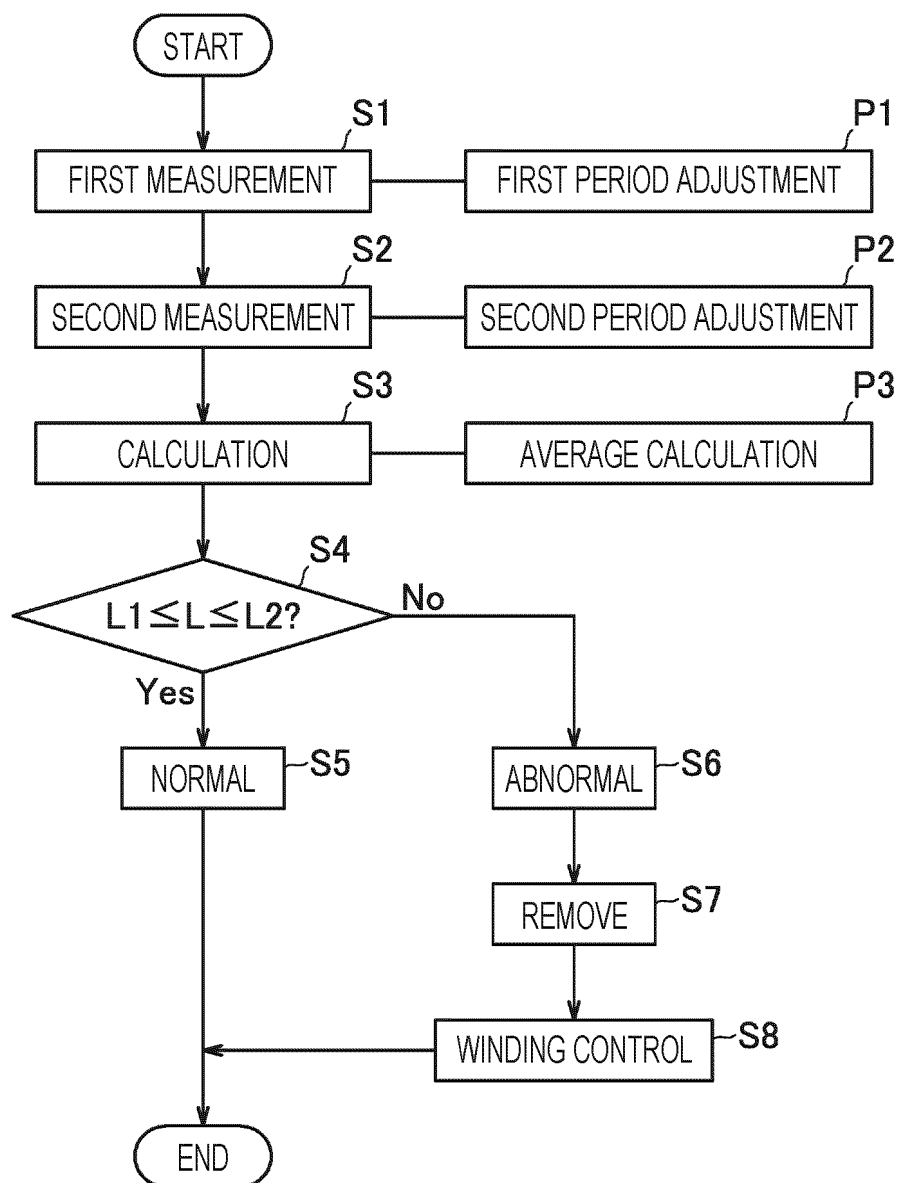 START
S1
P1
FIRST MEASUREMENT
FIRST PERIOD ADJUSTMENT
S2
P2
SECOND MEASUREMENT
SECOND PERIOD ADJUSTMENT
S3
P3
CALCULATION
AVERAGE CALCULATION
S4
L1≦L≦L2?
No
Yes
NORMAL
S5
ABNORMAL
S6
REMOVE
S7
WINDING CONTROL
S8
END